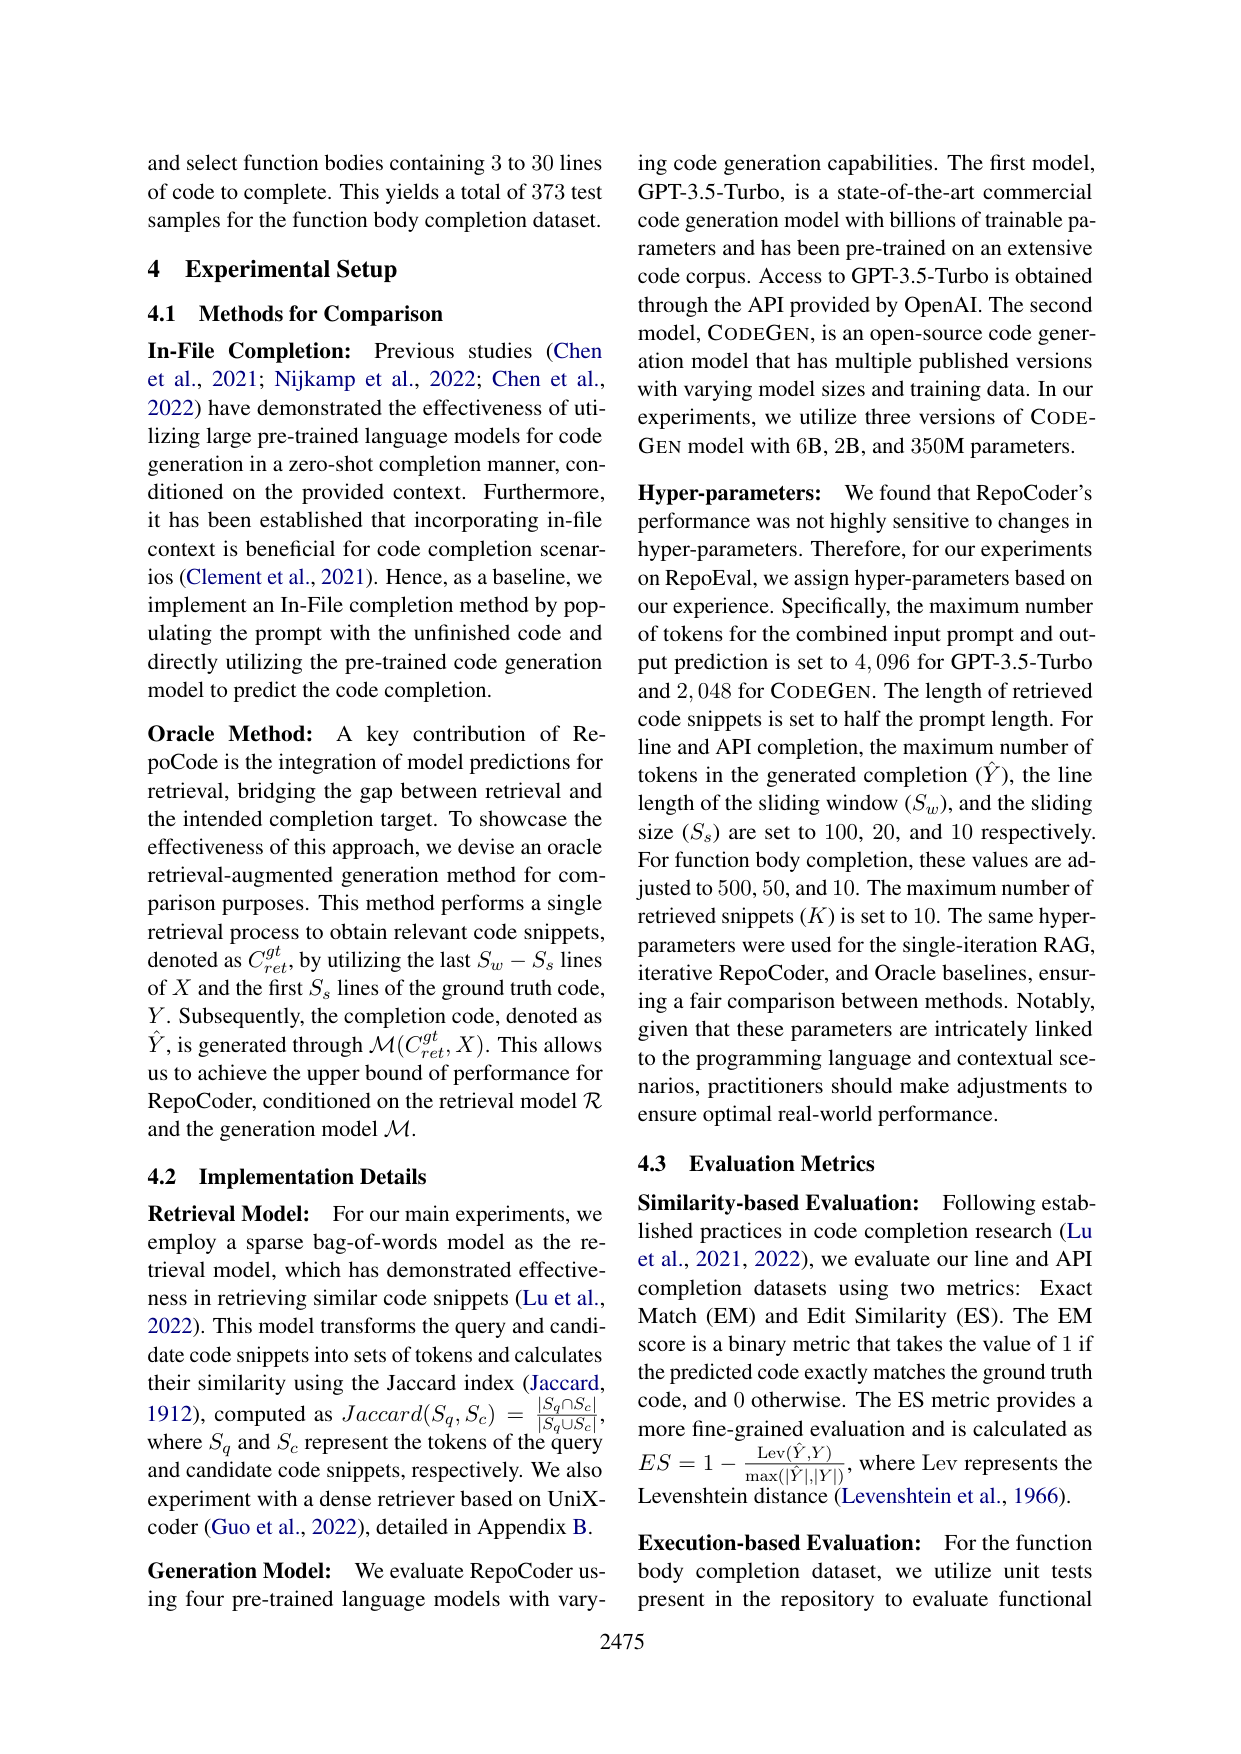 and select function bodies containing 3 to 30 lines
of code to complete. This yields a total of 373 test
samples for the function body completion dataset.
4 Experimental Setup
4.1 Methods for Comparison
In-File Completion: Previous studies (Chen
et al., 2021; Nijkamp et al., 2022; Chen et al.,
2022) have demonstrated the effectiveness of uti-
lizing large pre-trained language models for code
generation in a zero-shot completion manner, con-
ditioned on the provided context. Furthermore,
it has been established that incorporating in-file
context is beneficial for code completion scenar-
ios (Clement et al., 2021). Hence, as a baseline, we
implement an In-File completion method by pop-
ulating the prompt with the unfinished code and
directly utilizing the pre-trained code generation
model to predict the code completion.
Oracle Method: A key contribution of Re-
poCode is the integration of model predictions for
retrieval, bridging the gap between retrieval and
the intended completion target. To showcase the
effectiveness of this approach, we devise an oracle
retrieval-augmented generation method for com-
parison purposes. This method performs a single
retrieval process to obtain relevant code snippets,
denoted as $C_{ret}^{gt}$, by utilizing the last $S_w - S_s$ lines
of $X$ and the first $S_s$ lines of the ground truth code,
$Y$. Subsequently, the completion code, denoted as
$\hat{Y}$, is generated through $\mathcal{M}(C_{ret}^{gt}, X)$. This allows
us to achieve the upper bound of performance for
RepoCoder, conditioned on the retrieval model $\mathcal{R}$
and the generation model $\mathcal{M}$.
4.2 Implementation Details
Retrieval Model: For our main experiments, we
employ a sparse bag-of-words model as the re-
trieval model, which has demonstrated effective-
ness in retrieving similar code snippets (Lu et al.,
2022). This model transforms the query and candi-
date code snippets into sets of tokens and calculates
their similarity using the Jaccard index (Jaccard,
1912), computed as $Jaccard(S_q, S_c) = \frac{|S_q \cap S_c|}{|S_q \cup S_c|}$,
where $S_q$ and $S_c$ represent the tokens of the query
and candidate code snippets, respectively. We also
experiment with a dense retriever based on UniX-
coder (Guo et al., 2022), detailed in Appendix B.
Generation Model: We evaluate RepoCoder us-
ing four pre-trained language models with vary-
ing code generation capabilities. The first model,
GPT-3.5-Turbo, is a state-of-the-art commercial
code generation model with billions of trainable pa-
rameters and has been pre-trained on an extensive
code corpus. Access to GPT-3.5-Turbo is obtained
through the API provided by OpenAI. The second
model, CODEGEN, is an open-source code gener-
ation model that has multiple published versions
with varying model sizes and training data. In our
experiments, we utilize three versions of CODE-
GEN model with 6B, 2B, and 350M parameters.
Hyper-parameters: We found that RepoCoder's
performance was not highly sensitive to changes in
hyper-parameters. Therefore, for our experiments
on RepoEval, we assign hyper-parameters based on
our experience. Specifically, the maximum number
of tokens for the combined input prompt and out-
put prediction is set to 4, 096 for GPT-3.5-Turbo
and 2, 048 for CODEGEN. The length of retrieved
code snippets is set to half the prompt length. For
line and API completion, the maximum number of
tokens in the generated completion ($\hat{Y}$), the line
length of the sliding window ($S_w$), and the sliding
size ($S_s$) are set to 100, 20, and 10 respectively.
For function body completion, these values are ad-
justed to 500, 50, and 10. The maximum number of
retrieved snippets ($K$) is set to 10. The same hyper-
parameters were used for the single-iteration RAG,
iterative RepoCoder, and Oracle baselines, ensur-
ing a fair comparison between methods. Notably,
given that these parameters are intricately linked
to the programming language and contextual sce-
narios, practitioners should make adjustments to
ensure optimal real-world performance.
4.3 Evaluation Metrics
Similarity-based Evaluation: Following estab-
lished practices in code completion research (Lu
et al., 2021, 2022), we evaluate our line and API
completion datasets using two metrics: Exact
Match (EM) and Edit Similarity (ES). The EM
score is a binary metric that takes the value of 1 if
the predicted code exactly matches the ground truth
code, and 0 otherwise. The ES metric provides a
more fine-grained evaluation and is calculated as
$ES = 1 - \frac{\mathrm{Lev}(\hat{Y},Y)}{\max(|\hat{Y}|,|Y|)}$, where Lev represents the
Levenshtein distance (Levenshtein et al., 1966).
Execution-based Evaluation: For the function
body completion dataset, we utilize unit tests
present in the repository to evaluate functional
2475